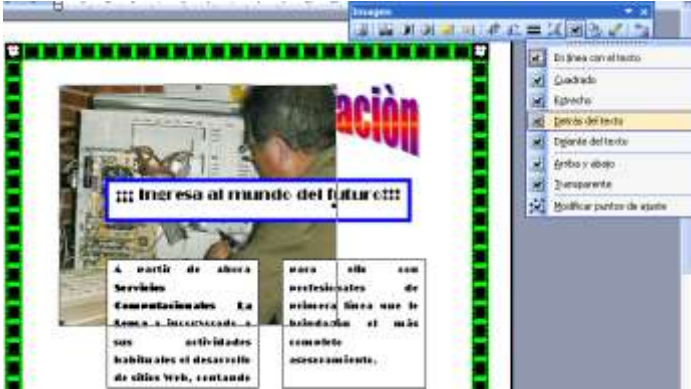 Imagen
En línea con el texto
Cuadrado
Estrecho
Detrás del texto
Delante del texto
Arriba y abajo
Transparente
Modificar puntos de ajuste
aciòn
¡¡¡ Ingresa al mundo del futuro!!!
A partir de ahora
Servicios
Computacionales La
sus actividades
habituales el desarrollo
de sitios Web, contando
para ello con
profesionales de
primera línea que le
brindarán el más
completo
asesoramiento.